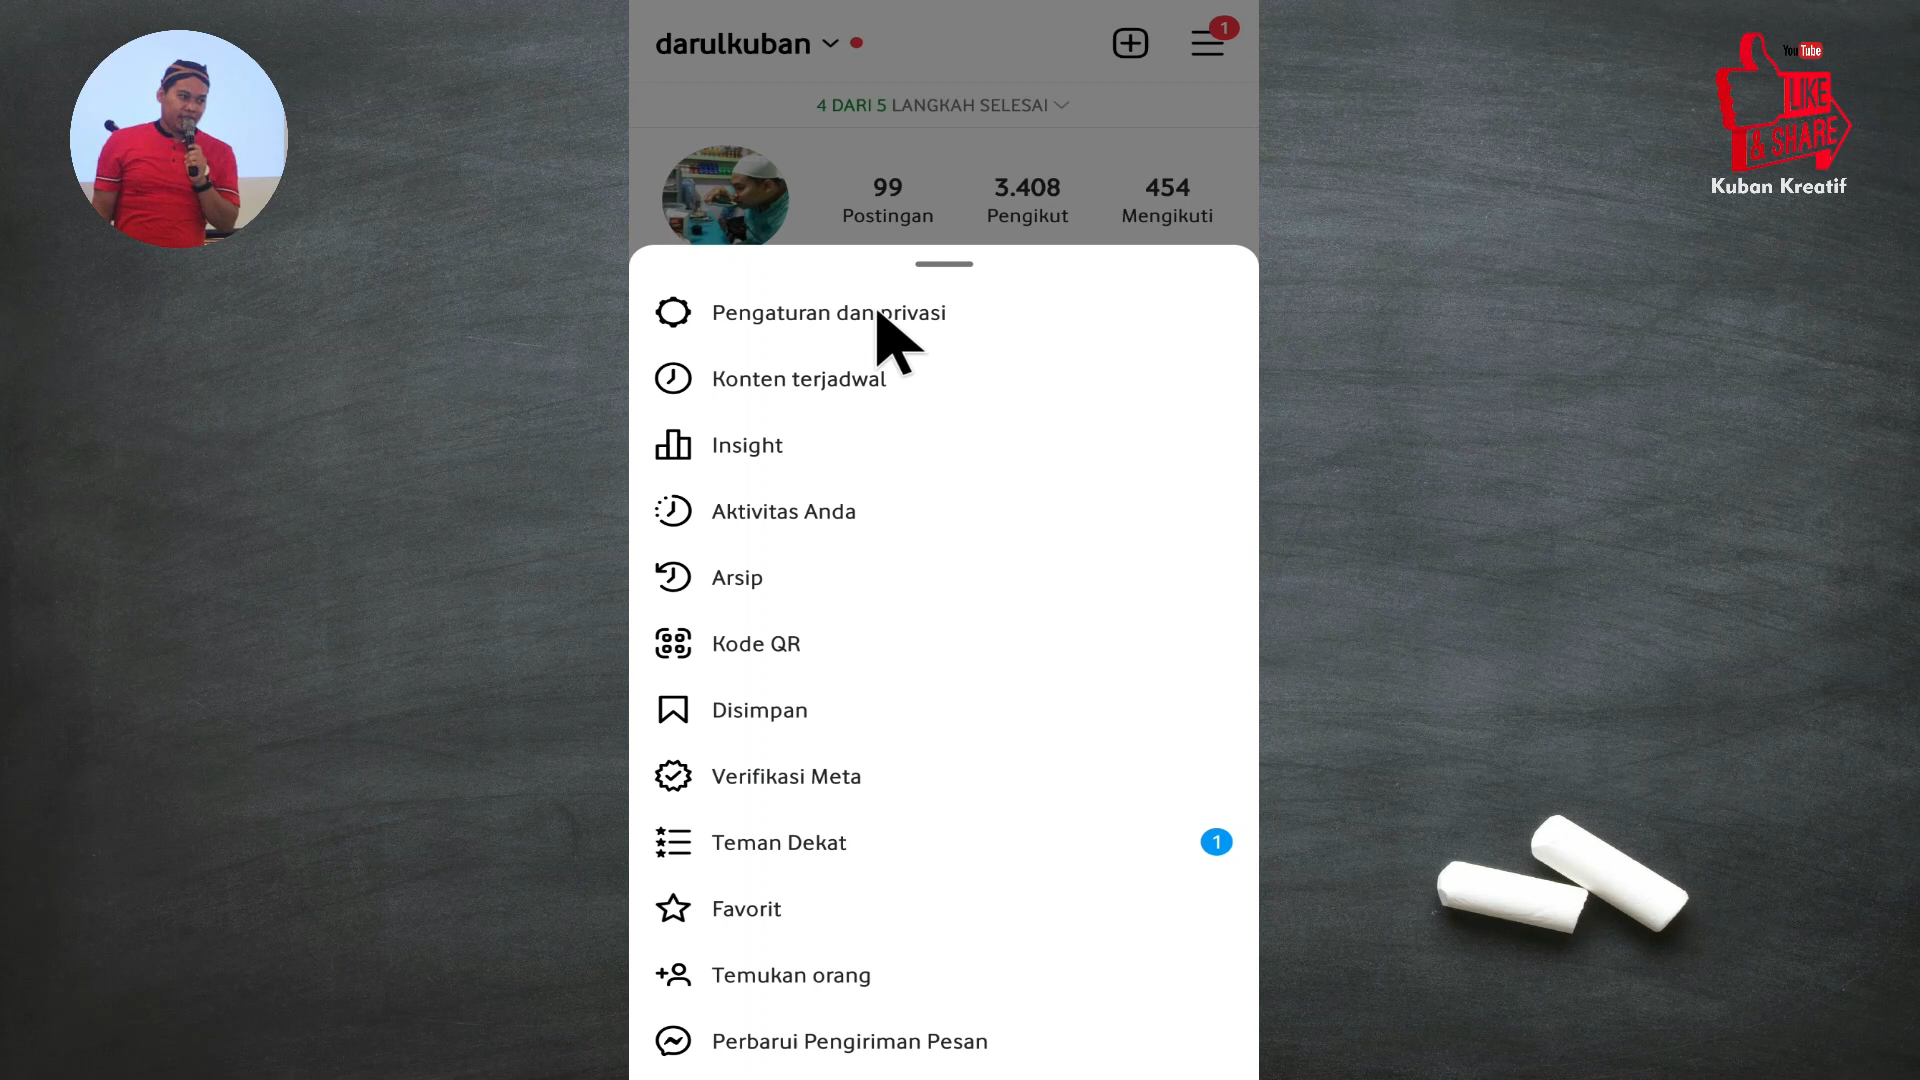 darulkuban
1
4 DARI 5 LANGKAH SELESAI
99
Postingan
3.408
Pengikut
454
Mengikuti
Pengaturan dan privasi
Konten terjadwal
Insight
Aktivitas Anda
Arsip
Kode QR
Disimpan
Verifikasi Meta
Teman Dekat
1
Favorit
Temukan orang
Perbarui Pengiriman Pesan
YouTube
LIKE
& SHARE
Kuban Kreatif